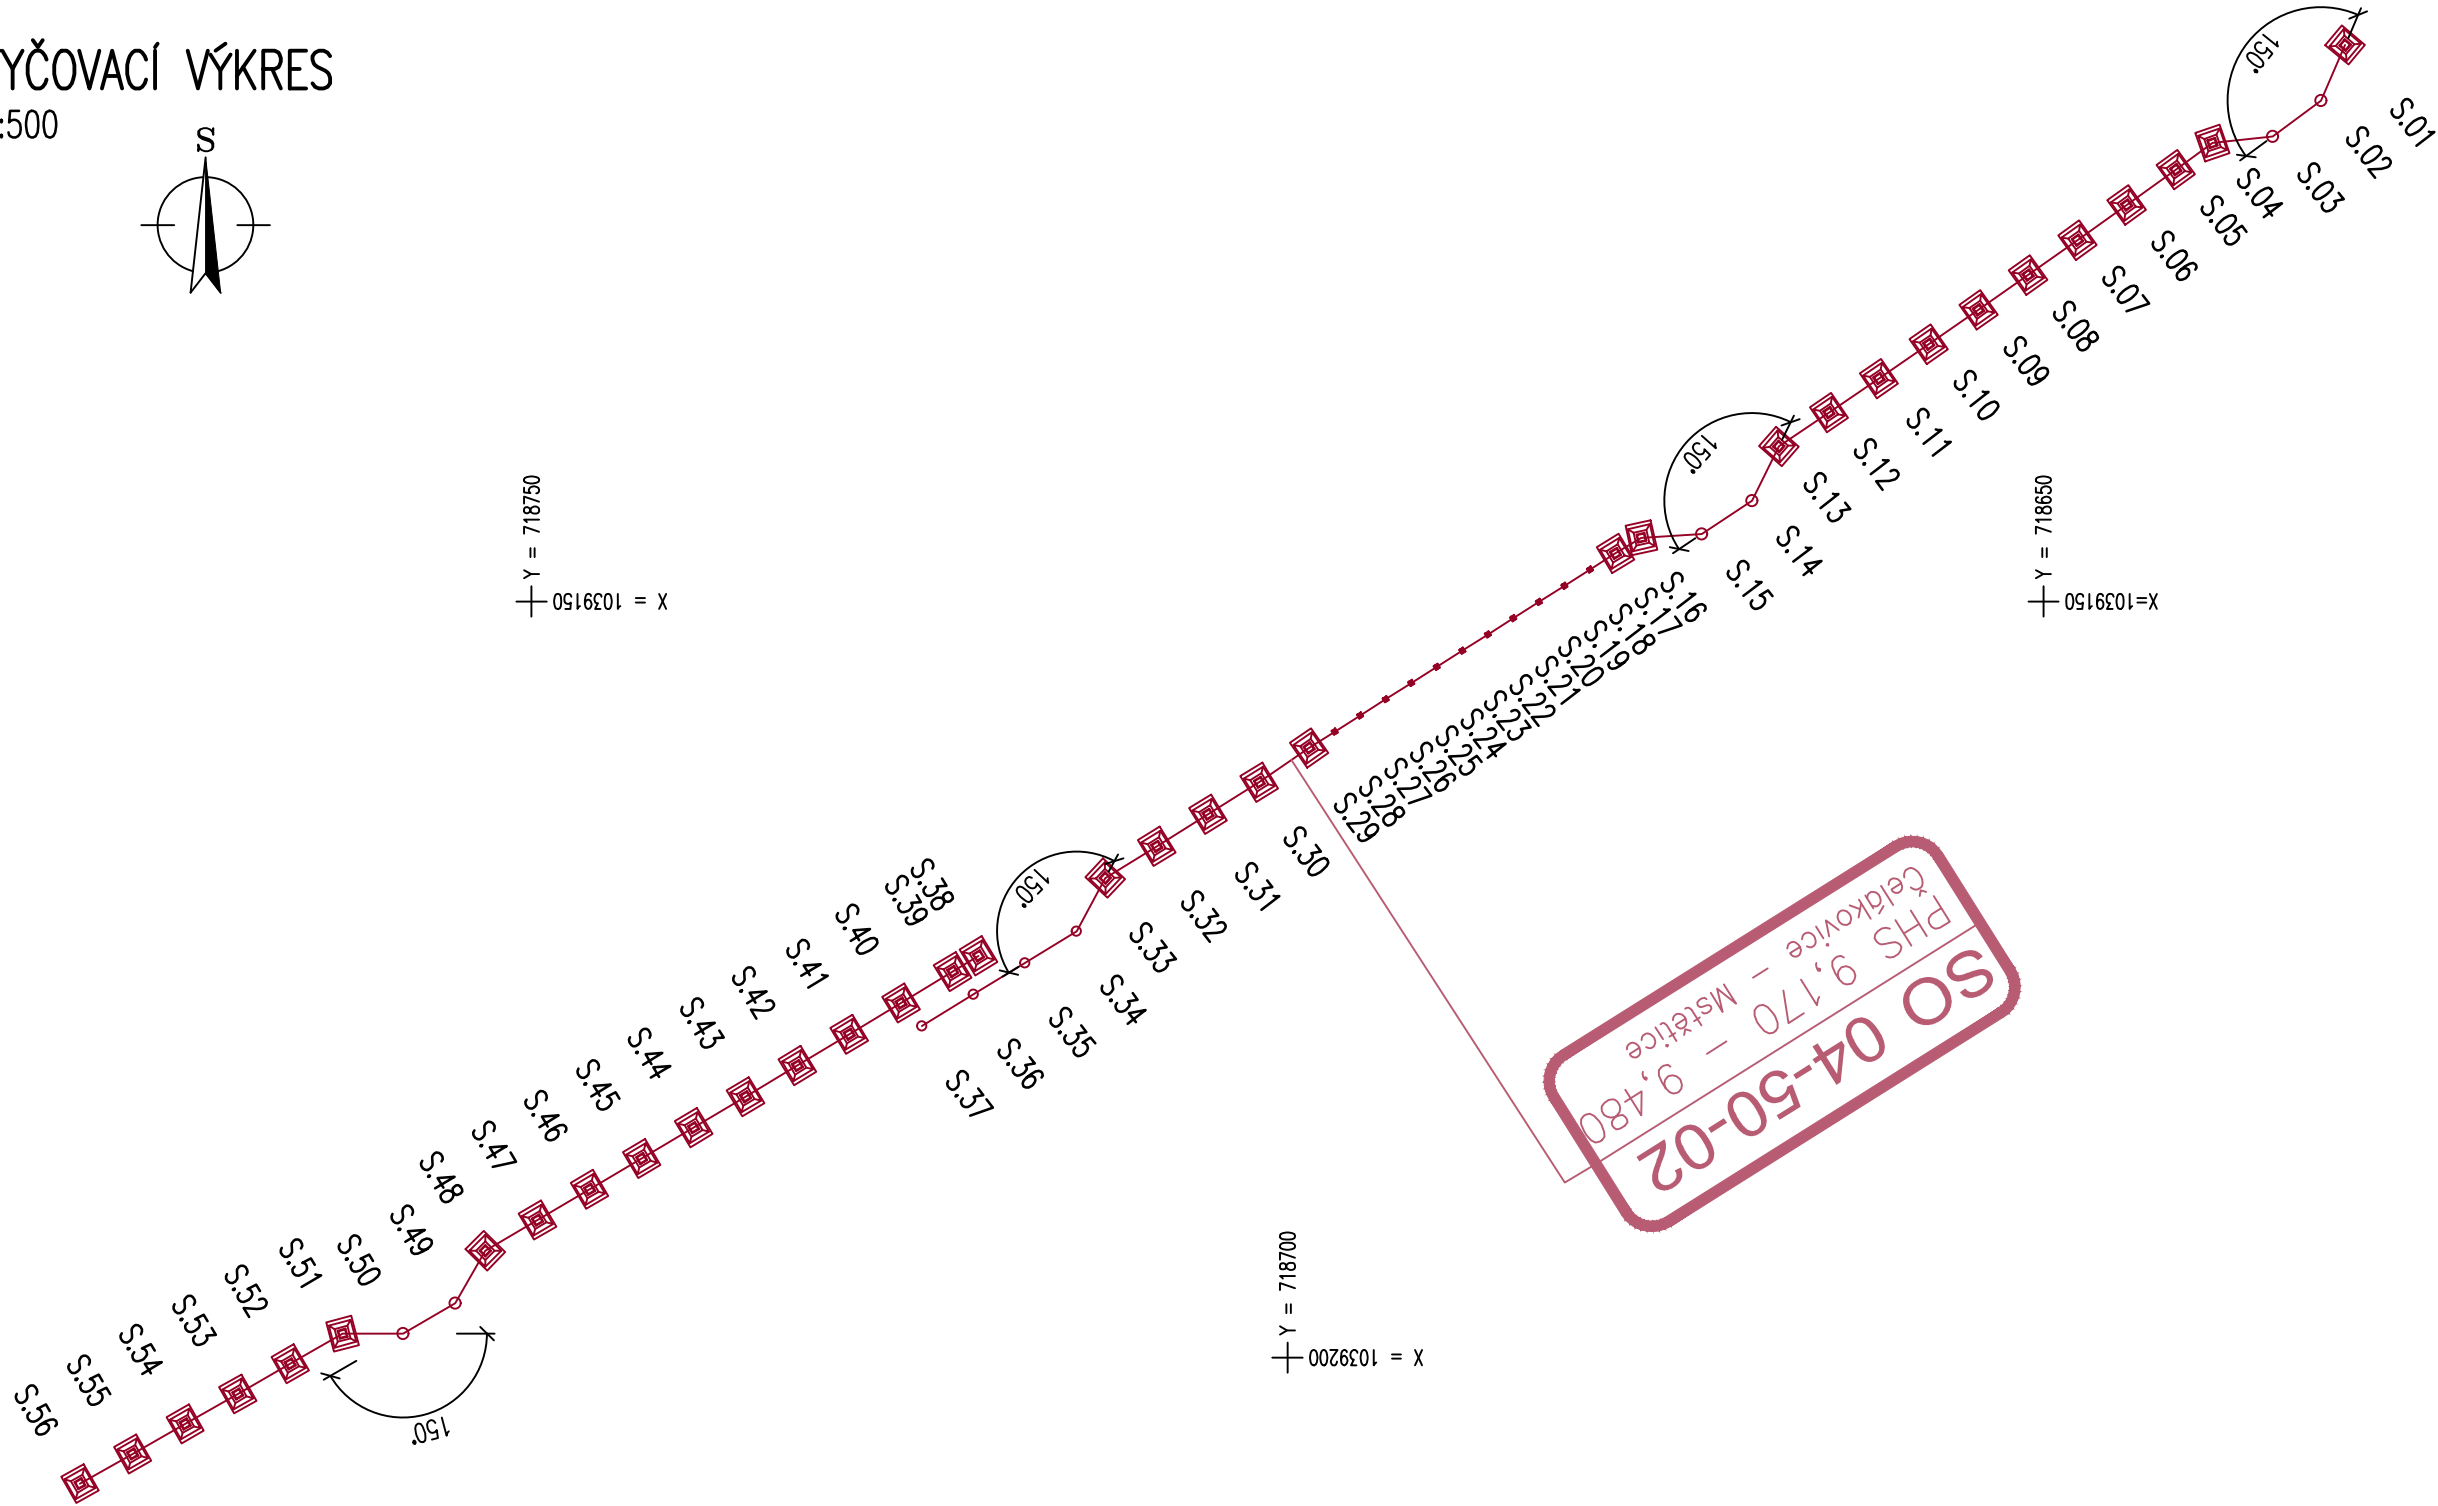 YČOVACÍ VÝKRES
:500
S
150°
S.01
S.02
S.03
S.04
S.05
S.06
S.07
S.08
S.09
S.10
S.11
S.12
S.13
S.14
S.15
S.16
S.17
S.18
S.19
S.20
S.21
S.22
S.23
S.24
S.25
S.26
S.27
S.28
S.29
S.30
S.31
S.32
S.33
S.34
S.35
S.36
S.37
S.38
S.39
S.40
S.41
S.42
S.43
S.44
S.45
S.46
S.47
S.48
S.49
S.50
S.51
S.52
S.53
S.54
S.55
S.56
150°
150°
150°
Y = 718750
X = 1039150
Y = 718650
X=1039150
Y = 718700
X = 1039200
SO 04-50-02
PHS 9,170 – 9,480
Čelákovice – Mstětice